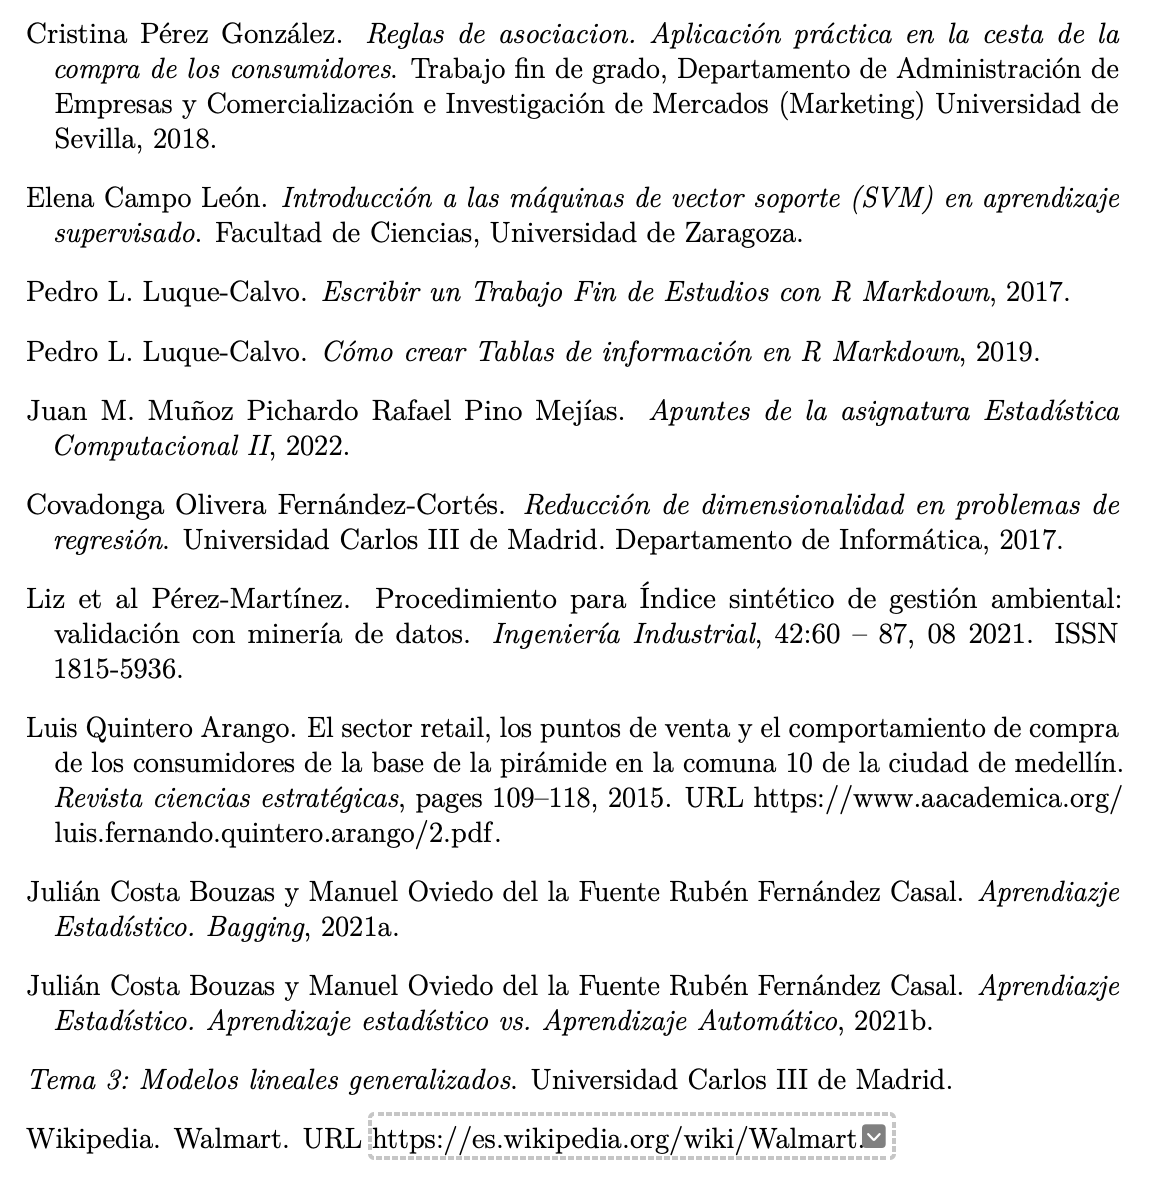 Cristina Pérez González. Reglas de asociacion. Aplicación práctica en la cesta de la
compra de los consumidores. Trabajo fin de grado, Departamento de Administración de
Empresas y Comercialización e Investigación de Mercados (Marketing) Universidad de
Sevilla, 2018.
Elena Campo León. Introducción a las máquinas de vector soporte (SVM) en aprendizaje
supervisado. Facultad de Ciencias, Universidad de Zaragoza.
Pedro L. Luque-Calvo. Escribir un Trabajo Fin de Estudios con R Markdown, 2017.
Pedro L. Luque-Calvo. Cómo crear Tablas de información en R Markdown, 2019.
Juan M. Muñoz Pichardo Rafael Pino Mejías. Apuntes de la asignatura Estadística
Computacional II, 2022.
Covadonga Olivera Fernández-Cortés. Reducción de dimensionalidad en problemas de
regresión. Universidad Carlos III de Madrid. Departamento de Informática, 2017.
Liz et al Pérez-Martínez. Procedimiento para Índice sintético de gestión ambiental:
validación con minería de datos. Ingeniería Industrial, 42:60 – 87, 08 2021. ISSN
1815-5936.
Luis Quintero Arango. El sector retail, los puntos de venta y el comportamiento de compra
de los consumidores de la base de la pirámide en la comuna 10 de la ciudad de medellín.
Revista ciencias estratégicas, pages 109–118, 2015. URL https://www.aacademica.org/
luis.fernando.quintero.arango/2.pdf.
Julián Costa Bouzas y Manuel Oviedo del la Fuente Rubén Fernández Casal. Aprendiazje
Estadístico. Bagging, 2021a.
Julián Costa Bouzas y Manuel Oviedo del la Fuente Rubén Fernández Casal. Aprendiazje
Estadístico. Aprendizaje estadístico vs. Aprendizaje Automático, 2021b.
Tema 3: Modelos lineales generalizados. Universidad Carlos III de Madrid.
Wikipedia. Walmart. URL https://es.wikipedia.org/wiki/Walmart.